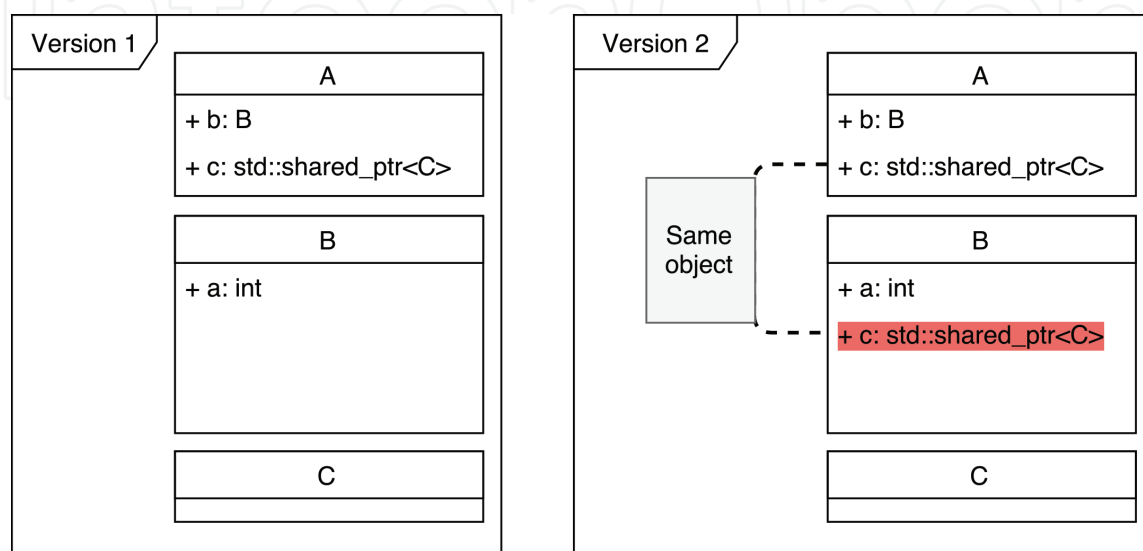 Version 1
A
+ b: B
+ c: std::shared_ptr<C>
B
+ a: int
C
Version 2
A
+ b: B
+ c: std::shared_ptr<C>
Same
object
B
+ a: int
+ c: std::shared_ptr<C>
C